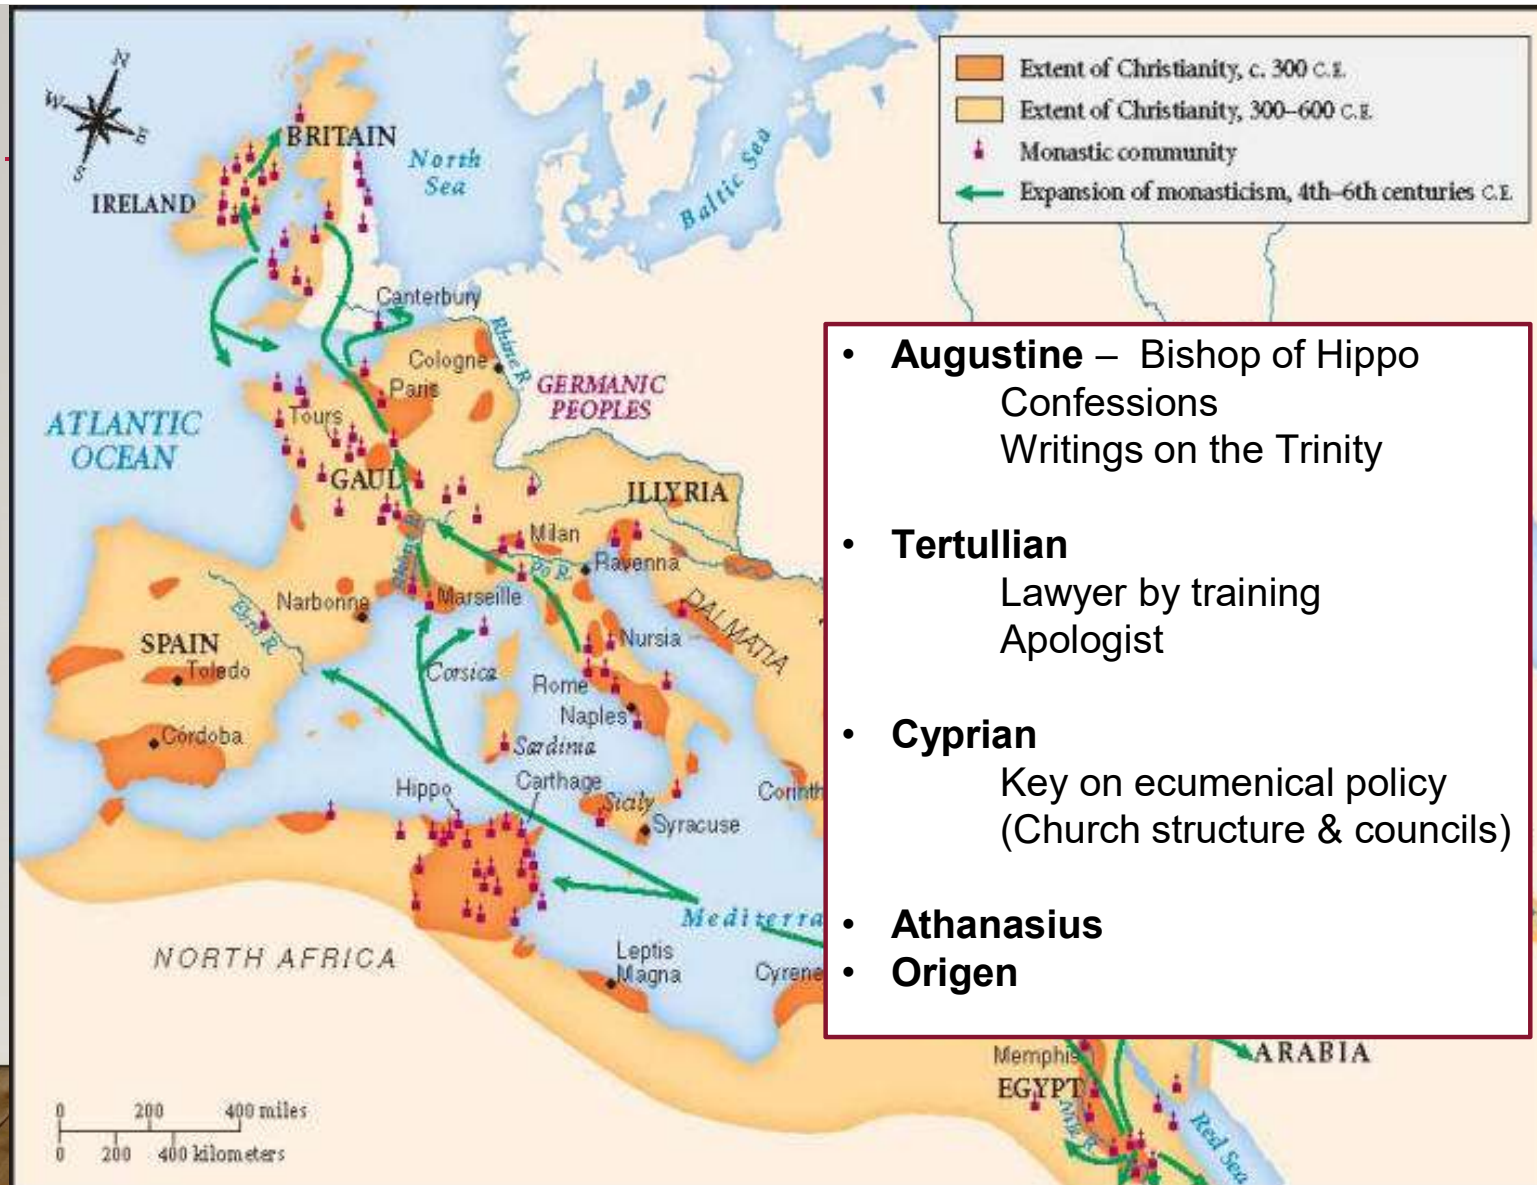 N
W
E
S
BRITAIN
North
Sea
IRELAND
Baltic Sea
Extent of Christianity, c. 300 C.E.
Extent of Christianity, 300–600 C.E.
Monastic community
Expansion of monasticism, 4th–6th centuries C.E.
Canterbury
Rhine R.
Cologne
Paris
GERMANIC
PEOPLES
ATLANTIC
OCEAN
Tours
GAUL
ILLYRIA
Milan
Po R.
Ravenna
Rhône R.
Narbonne
Marseille
Ebro R.
DALMATIA
SPAIN
Toledo
Nursia
Corsica
Rome
Naples
Córdoba
Sardinia
Hippo
Carthage
Sicily
Corinth
Syracuse
Mediterra
NORTH AFRICA
Leptis
Magna
Cyrene
• Augustine – Bishop of Hippo
Confessions
Writings on the Trinity
• Tertullian
Lawyer by training
Apologist
• Cyprian
Key on ecumenical policy
(Church structure & councils)
• Athanasius
• Origen
Memphis
ARABIA
EGYPT
Nile R.
Red Sea
0 200 400 miles
0 200 400 kilometers